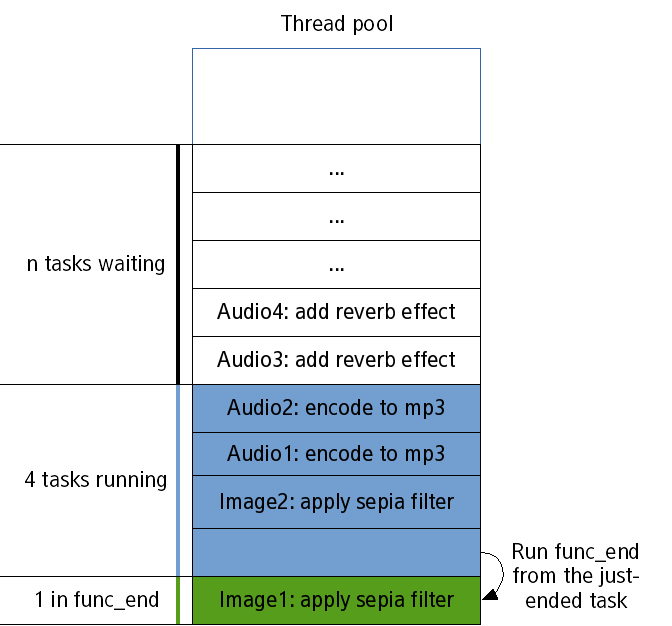 Thread pool
...
...
n tasks waiting
...
Audio4: add reverb effect
Audio3: add reverb effect
Audio2: encode to mp3
Audio1: encode to mp3
4 tasks running
Image2: apply sepia filter
Run func_end
from the just-
ended task
1 in func_end
Image1: apply sepia filter